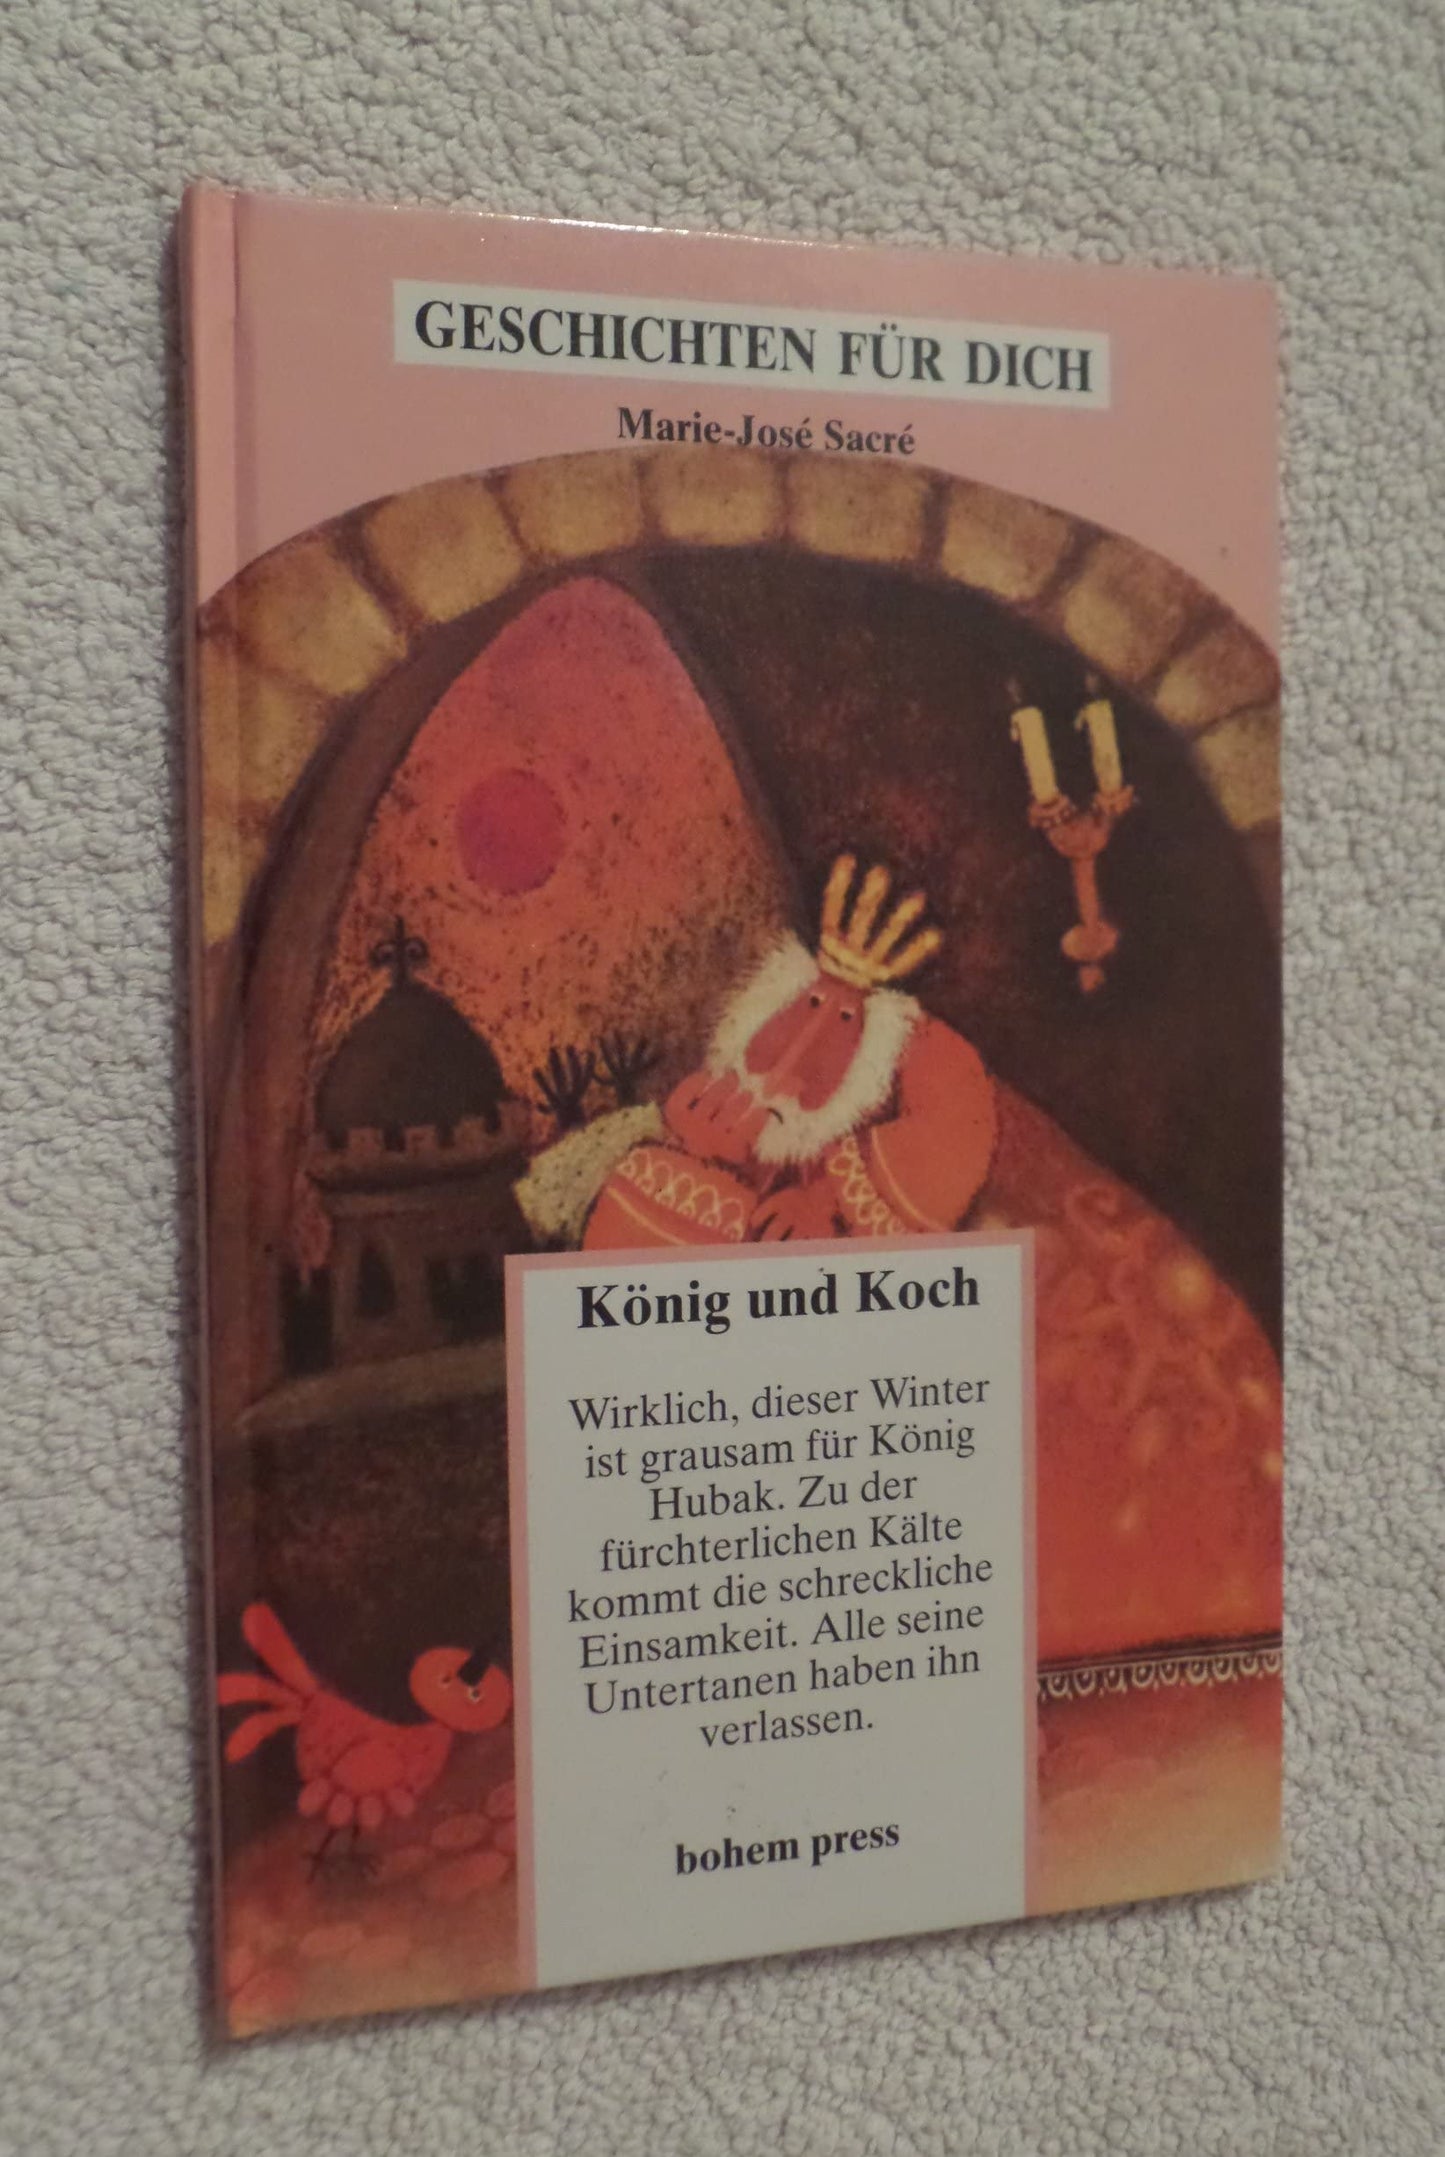 GESCHICHTEN FÜR DICH
Marie-José Sacré
König und Koch
Wirklich, dieser Winter
ist grausam für König
Hubak. Zu der
fürchterlichen Kälte
kommt die schreckliche
Einsamkeit. Alle seine
Untertanen haben ihn
verlassen.
bohem press